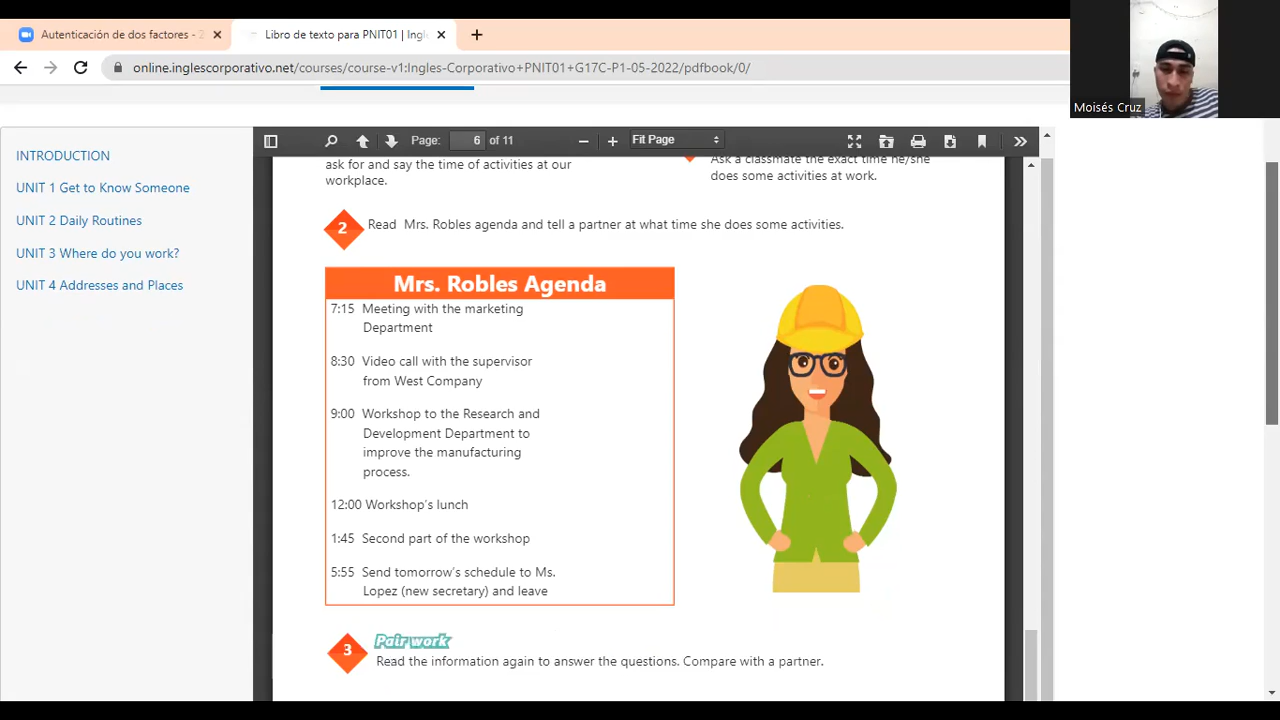 Autenticación de dos factores - 2
Libro de texto para PNIT01 | Ingl
online.inglescorporativo.net/courses/course-v1:Ingles-Corporativo+PNIT01+G17C-P1-05-2022/pdfbook/0/
Moisés Cruz
INTRODUCTION
UNIT 1 Get to Know Someone
UNIT 2 Daily Routines
UNIT 3 Where do you work?
UNIT 4 Addresses and Places
Page: 6 of 11
Fit Page
ask for and say the time of activities at our
workplace.
Ask a classmate the exact time he/she
does some activities at work.
2 Read Mrs. Robles agenda and tell a partner at what time she does some activities.
Mrs. Robles Agenda
7:15 Meeting with the marketing
Department
8:30 Video call with the supervisor
from West Company
9:00 Workshop to the Research and
Development Department to
improve the manufacturing
process.
12:00 Workshop's lunch
1:45 Second part of the workshop
5:55 Send tomorrow's schedule to Ms.
Lopez (new secretary) and leave
3 Pair work
Read the information again to answer the questions. Compare with a partner.